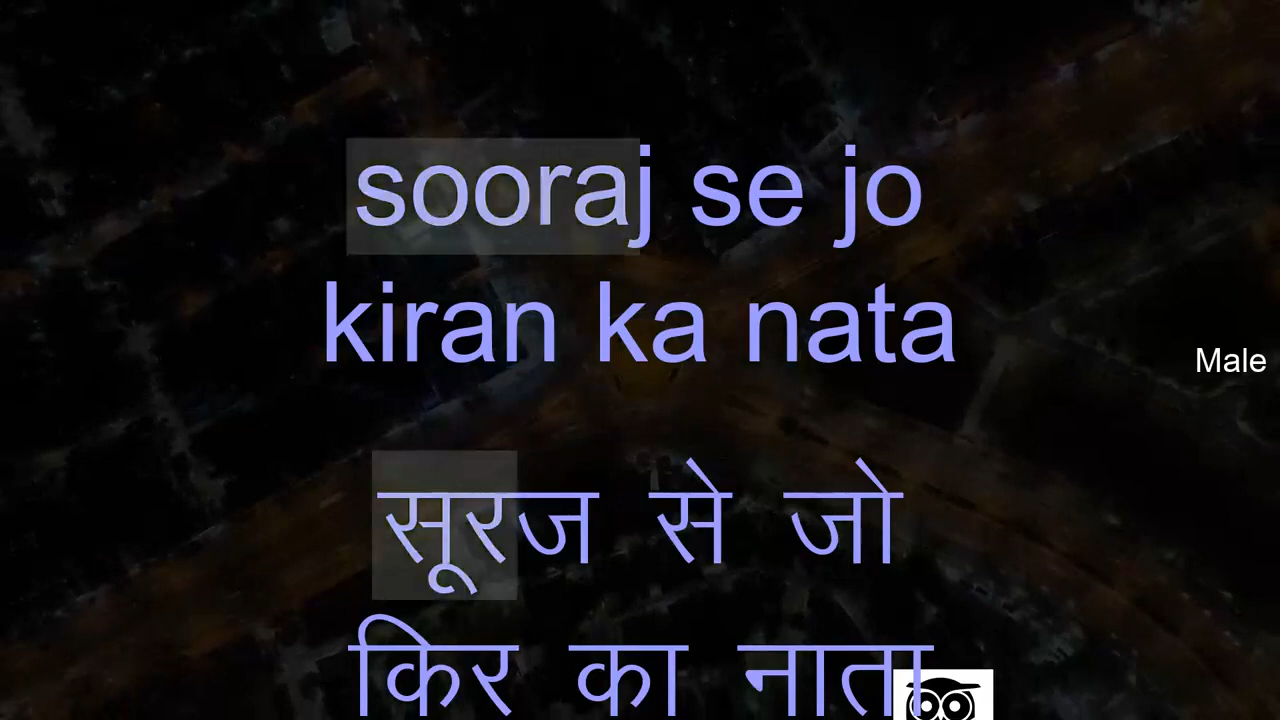 sooraj se jo
kiran ka nata
Male
सूरज से जो
किर का नाता